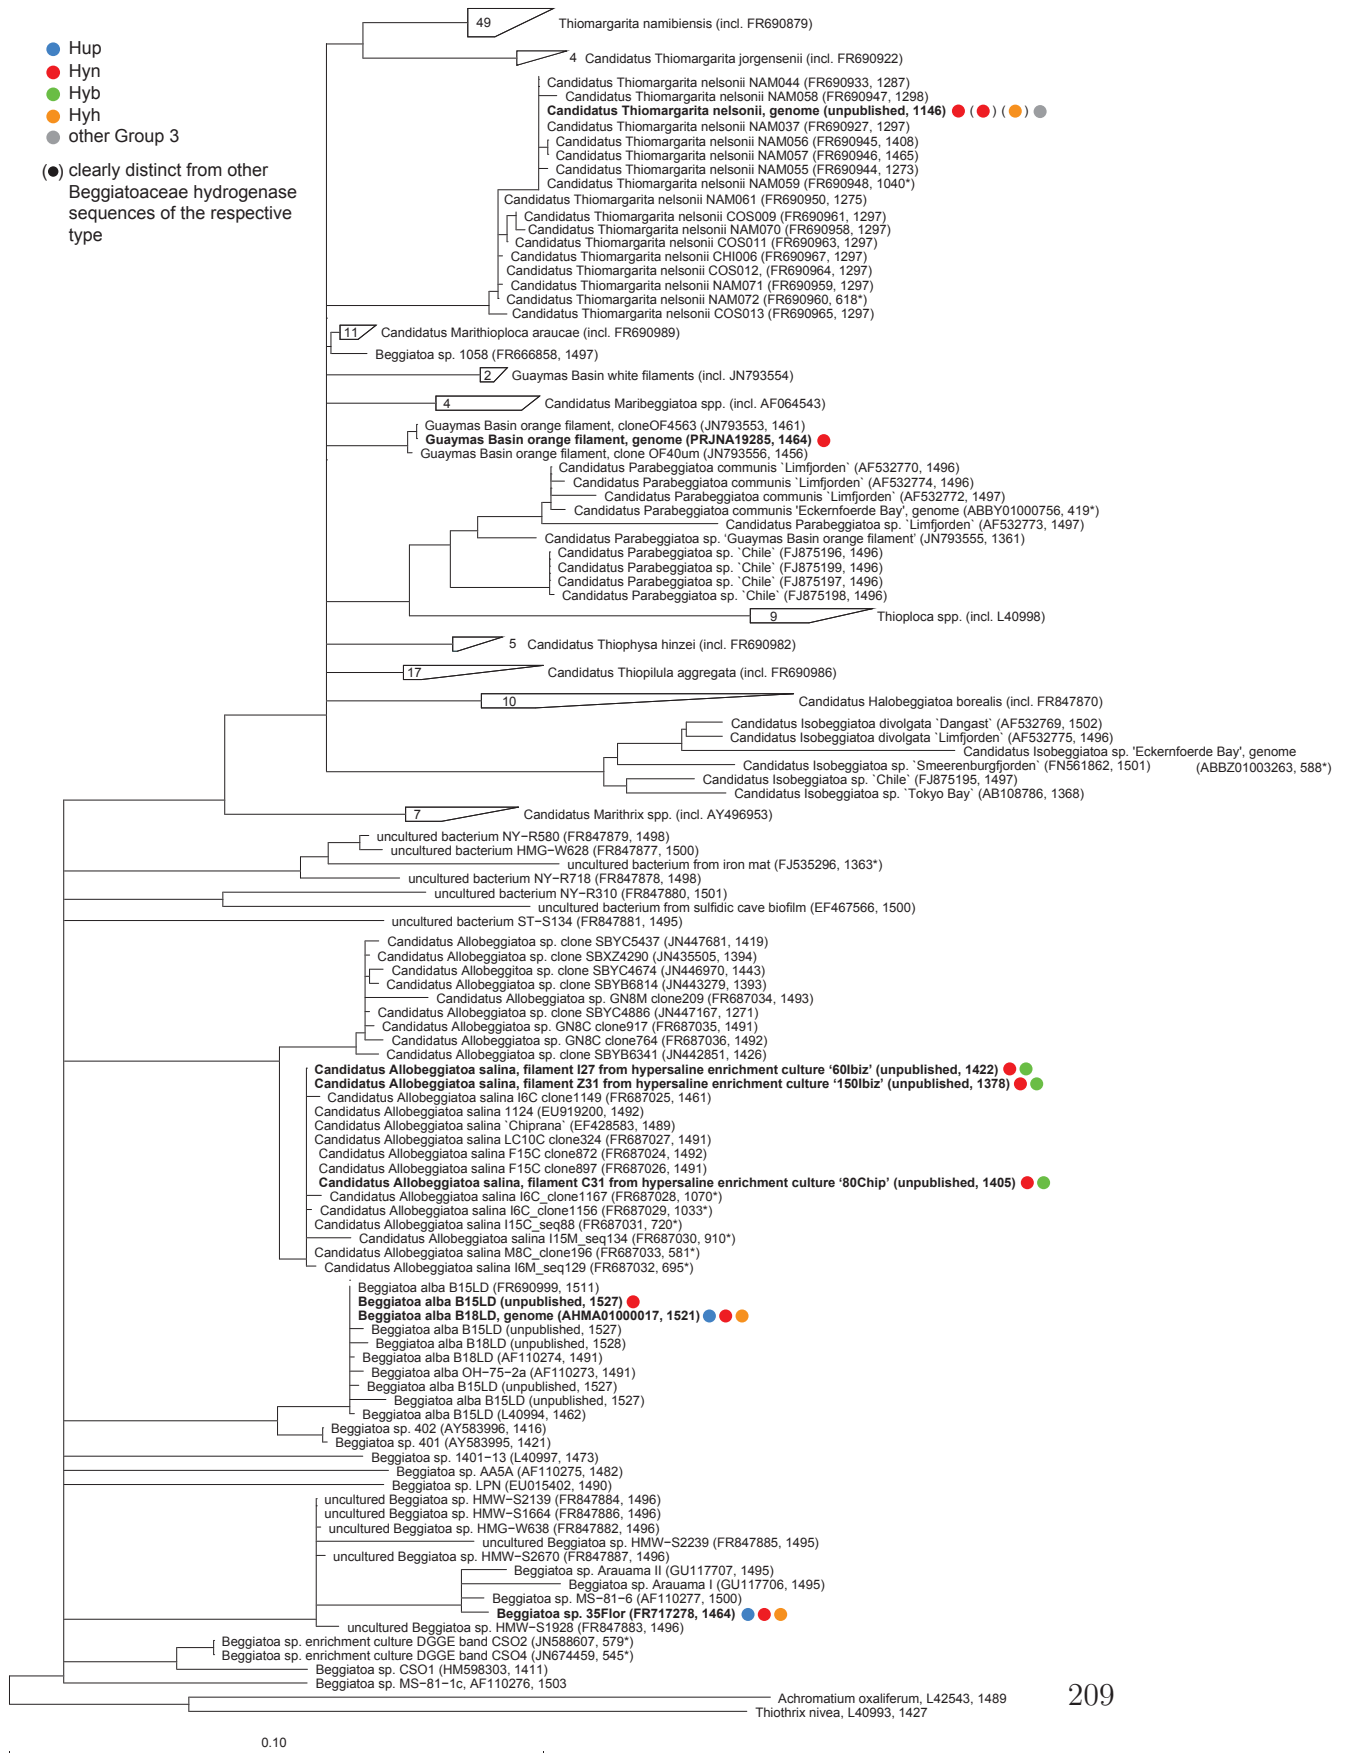 Hup
Hyn
Hyb
Hyh
other Group 3
(●) clearly distinct from other
Beggiatoaceae hydrogenase
sequences of the respective
type
49 Thiomargarita namibiensis (incl. FR690879)
4 Candidatus Thiomargarita jorgensenii (incl. FR690922)
Candidatus Thiomargarita nelsonii NAM044 (FR690933, 1287)
Candidatus Thiomargarita nelsonii NAM058 (FR690947, 1298)
Candidatus Thiomargarita nelsonii, genome (unpublished, 1146) ● (●) (●) ●
Candidatus Thiomargarita nelsonii NAM037 (FR690927, 1297)
Candidatus Thiomargarita nelsonii NAM056 (FR690945, 1408)
Candidatus Thiomargarita nelsonii NAM057 (FR690946, 1465)
Candidatus Thiomargarita nelsonii NAM055 (FR690944, 1273)
Candidatus Thiomargarita nelsonii NAM059 (FR690948, 1040*)
Candidatus Thiomargarita nelsonii NAM061 (FR690950, 1275)
Candidatus Thiomargarita nelsonii COS009 (FR690961, 1297)
Candidatus Thiomargarita nelsonii NAM070 (FR690958, 1297)
Candidatus Thiomargarita nelsonii COS011 (FR690963, 1297)
Candidatus Thiomargarita nelsonii CHI006 (FR690967, 1297)
Candidatus Thiomargarita nelsonii COS012, (FR690964, 1297)
Candidatus Thiomargarita nelsonii NAM071 (FR690959, 1297)
Candidatus Thiomargarita nelsonii NAM072 (FR690960, 618*)
Candidatus Thiomargarita nelsonii COS013 (FR690965, 1297)
11 Candidatus Marithioploca araucae (incl. FR690989)
Beggiatoa sp. 1058 (FR666858, 1497)
2 Guaymas Basin white filaments (incl. JN793554)
4 Candidatus Maribeggiatoa spp. (incl. AF064543)
Guaymas Basin orange filament, cloneOF4563 (JN793553, 1461)
Guaymas Basin orange filament, genome (PRJNA19285, 1464)
Guaymas Basin orange filament, clone OF40um (JN793556, 1456)
Candidatus Parabeggiatoa communis `Limfjorden` (AF532770, 1496)
Candidatus Parabeggiatoa communis `Limfjorden` (AF532774, 1496)
Candidatus Parabeggiatoa communis `Limfjorden` (AF532772, 1497)
Candidatus Parabeggiatoa communis 'Eckernfoerde Bay', genome (ABBY01000756, 419*)
Candidatus Parabeggiatoa sp. `Limfjorden` (AF532773, 1497)
Candidatus Parabeggiatoa sp. 'Guaymas Basin orange filament' (JN793555, 1361)
Candidatus Parabeggiatoa sp. `Chile` (FJ875196, 1496)
Candidatus Parabeggiatoa sp. `Chile` (FJ875199, 1496)
Candidatus Parabeggiatoa sp. `Chile` (FJ875197, 1496)
Candidatus Parabeggiatoa sp. `Chile` (FJ875198, 1496)
9 Thioploca spp. (incl. L40998)
5 Candidatus Thiophysa hinzei (incl. FR690982)
17 Candidatus Thiopilula aggregata (incl. FR690986)
10 Candidatus Halobeggiatoa borealis (incl. FR847870)
Candidatus Isobeggiatoa divolgata `Dangast` (AF532769, 1502)
Candidatus Isobeggiatoa divolgata `Limfjorden` (AF532775, 1496)
Candidatus Isobeggiatoa sp. 'Eckernfoerde Bay', genome
Candidatus Isobeggiatoa sp. `Smeerenburgfjorden` (FN561862, 1501) (ABBZ01003263, 588*)
Candidatus Isobeggiatoa sp. `Chile` (FJ875195, 1497)
Candidatus Isobeggiatoa sp. `Tokyo Bay` (AB108786, 1368)
7 Candidatus Marithrix spp. (incl. AY496953)
uncultured bacterium NY−R580 (FR847879, 1498)
uncultured bacterium HMG−W628 (FR847877, 1500)
uncultured bacterium from iron mat (FJ535296, 1363*)
uncultured bacterium NY−R718 (FR847878, 1498)
uncultured bacterium NY−R310 (FR847880, 1501)
uncultured bacterium from sulfidic cave biofilm (EF467566, 1500)
uncultured bacterium ST−S134 (FR847881, 1495)
Candidatus Allobeggiatoa sp. clone SBYC5437 (JN447681, 1419)
Candidatus Allobeggiatoa sp. clone SBXZ4290 (JN435505, 1394)
Candidatus Allobeggitoa sp. clone SBYC4674 (JN446970, 1443)
Candidatus Allobeggiatoa sp. clone SBYB6814 (JN443279, 1393)
Candidatus Allobeggiatoa sp. GN8M clone209 (FR687034, 1493)
Candidatus Allobeggiatoa sp. clone SBYC4886 (JN447167, 1271)
Candidatus Allobeggiatoa sp. GN8C clone917 (FR687035, 1491)
Candidatus Allobeggiatoa sp. GN8C clone764 (FR687036, 1492)
Candidatus Allobeggiatoa sp. clone SBYB6341 (JN442851, 1426)
Candidatus Allobeggiatoa salina, filament I27 from hypersaline enrichment culture '60Ibiz' (unpublished, 1422)
Candidatus Allobeggiatoa salina, filament Z31 from hypersaline enrichment culture '150Ibiz' (unpublished, 1378)
Candidatus Allobeggiatoa salina I6C clone1149 (FR687025, 1461)
Candidatus Allobeggiatoa salina 1124 (EU919200, 1492)
Candidatus Allobeggiatoa salina `Chiprana` (EF428583, 1489)
Candidatus Allobeggiatoa salina LC10C clone324 (FR687027, 1491)
Candidatus Allobeggiatoa salina F15C clone872 (FR687024, 1492)
Candidatus Allobeggiatoa salina F15C clone897 (FR687026, 1491)
Candidatus Allobeggiatoa salina, filament C31 from hypersaline enrichment culture '80Chip' (unpublished, 1405)
Candidatus Allobeggiatoa salina I6C_clone1167 (FR687028, 1070*)
Candidatus Allobeggiatoa salina I6C_clone1156 (FR687029, 1033*)
Candidatus Allobeggiatoa salina I15C_seq88 (FR687031, 720*)
Candidatus Allobeggiatoa salina I15M_seq134 (FR687030, 910*)
Candidatus Allobeggiatoa salina M8C_clone196 (FR687033, 581*)
Candidatus Allobeggiatoa salina I6M_seq129 (FR687032, 695*)
Beggiatoa alba B15LD (FR690999, 1511)
Beggiatoa alba B15LD (unpublished, 1527)
Beggiatoa alba B18LD, genome (AHMA01000017, 1521)
Beggiatoa alba B15LD (unpublished, 1527)
Beggiatoa alba B18LD (unpublished, 1528)
Beggiatoa alba B18LD (AF110274, 1491)
Beggiatoa alba OH−75−2a (AF110273, 1491)
Beggiatoa alba B15LD (unpublished, 1527)
Beggiatoa alba B15LD (unpublished, 1527)
Beggiatoa alba B15LD (L40994, 1462)
Beggiatoa sp. 402 (AY583996, 1416)
Beggiatoa sp. 401 (AY583995, 1421)
Beggiatoa sp. 1401−13 (L40997, 1473)
Beggiatoa sp. AA5A (AF110275, 1482)
Beggiatoa sp. LPN (EU015402, 1490)
uncultured Beggiatoa sp. HMW−S2139 (FR847884, 1496)
uncultured Beggiatoa sp. HMW−S1664 (FR847886, 1496)
uncultured Beggiatoa sp. HMG−W638 (FR847882, 1496)
uncultured Beggiatoa sp. HMW−S2239 (FR847885, 1495)
uncultured Beggiatoa sp. HMW−S2670 (FR847887, 1496)
Beggiatoa sp. Arauama II (GU117707, 1495)
Beggiatoa sp. Arauama I (GU117706, 1495)
Beggiatoa sp. MS−81−6 (AF110277, 1500)
Beggiatoa sp. 35Flor (FR717278, 1464)
uncultured Beggiatoa sp. HMW−S1928 (FR847883, 1496)
Beggiatoa sp. enrichment culture DGGE band CSO2 (JN588607, 579*)
Beggiatoa sp. enrichment culture DGGE band CSO4 (JN674459, 545*)
Beggiatoa sp. CSO1 (HM598303, 1411)
Beggiatoa sp. MS−81−1c, AF110276, 1503
Achromatium oxaliferum, L42543, 1489
Thiothrix nivea, L40993, 1427
209
0.10